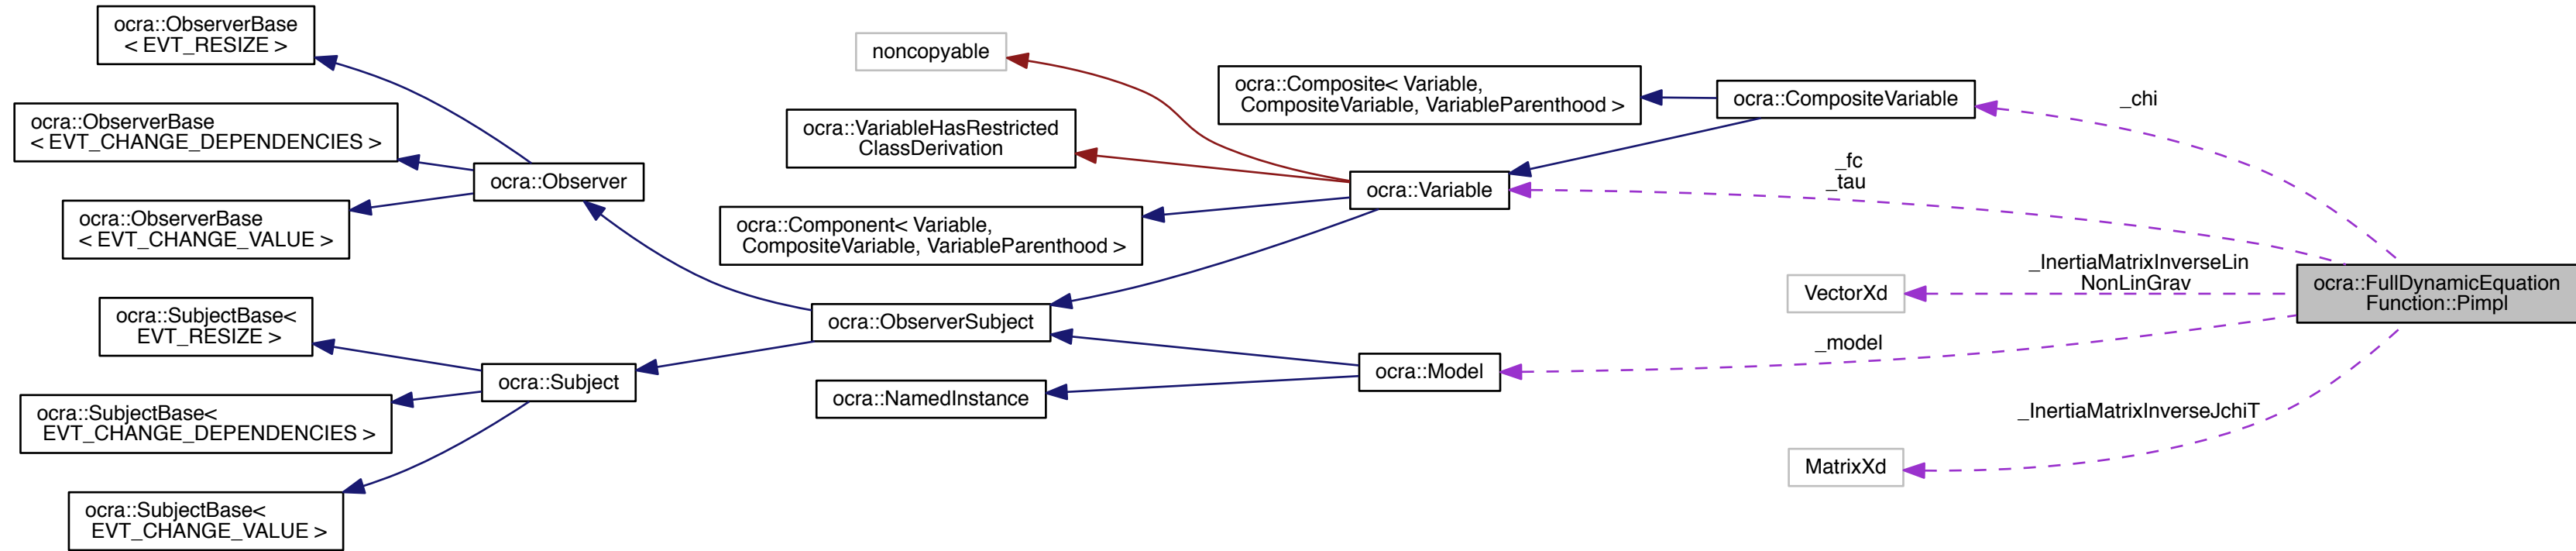 ocra::ObserverBase
< EVT_RESIZE >
ocra::ObserverBase
< EVT_CHANGE_DEPENDENCIES >
ocra::ObserverBase
< EVT_CHANGE_VALUE >
ocra::SubjectBase<
EVT_RESIZE >
ocra::SubjectBase<
EVT_CHANGE_DEPENDENCIES >
ocra::SubjectBase<
EVT_CHANGE_VALUE >
ocra::Observer
ocra::Subject
noncopyable
ocra::VariableHasRestricted
ClassDerivation
ocra::Component< Variable,
CompositeVariable, VariableParenthood >
ocra::ObserverSubject
ocra::NamedInstance
ocra::Composite< Variable,
CompositeVariable, VariableParenthood >
ocra::Variable
ocra::Model
ocra::CompositeVariable
VectorXd
MatrixXd
_chi
_fc
_tau
_InertiaMatrixInverseLin
NonLinGrav
_model
_InertiaMatrixInverseJchiT
ocra::FullDynamicEquation
Function::Pimpl